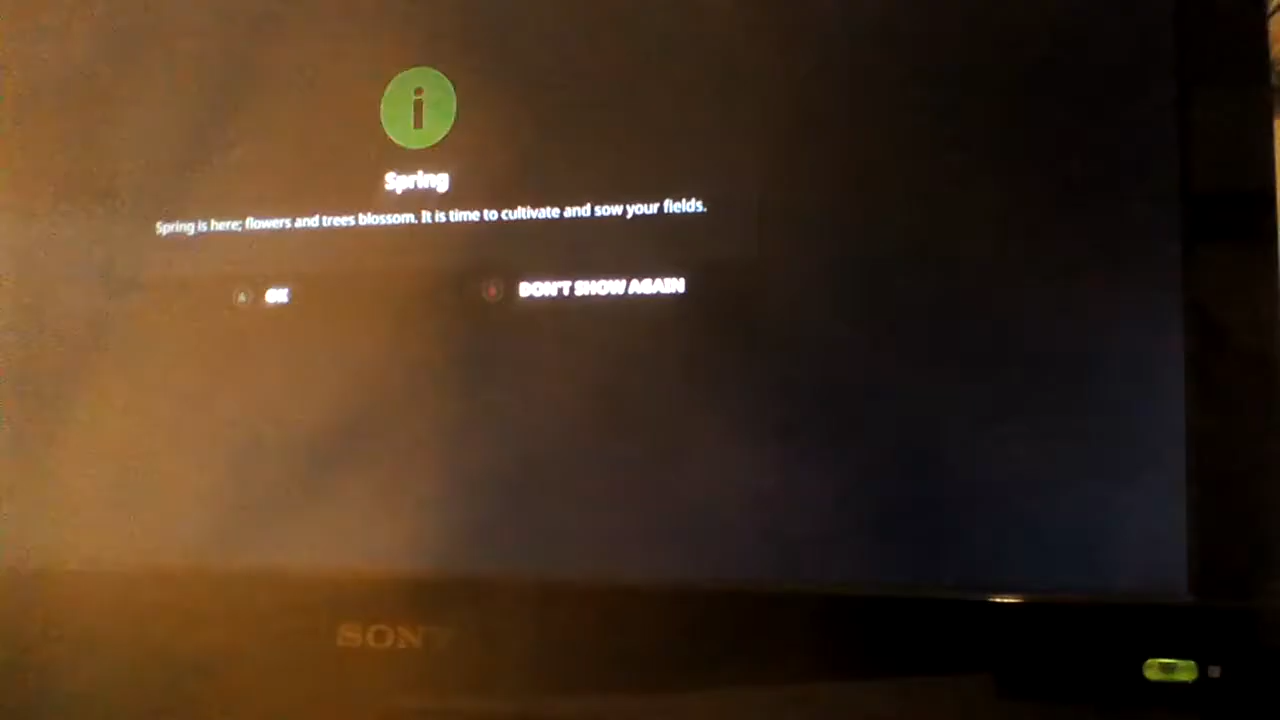 i
Spring
Spring is here; flowers and trees blossom. It is time to cultivate and sow your fields.
A OK DON'T SHOW AGAIN
SONY